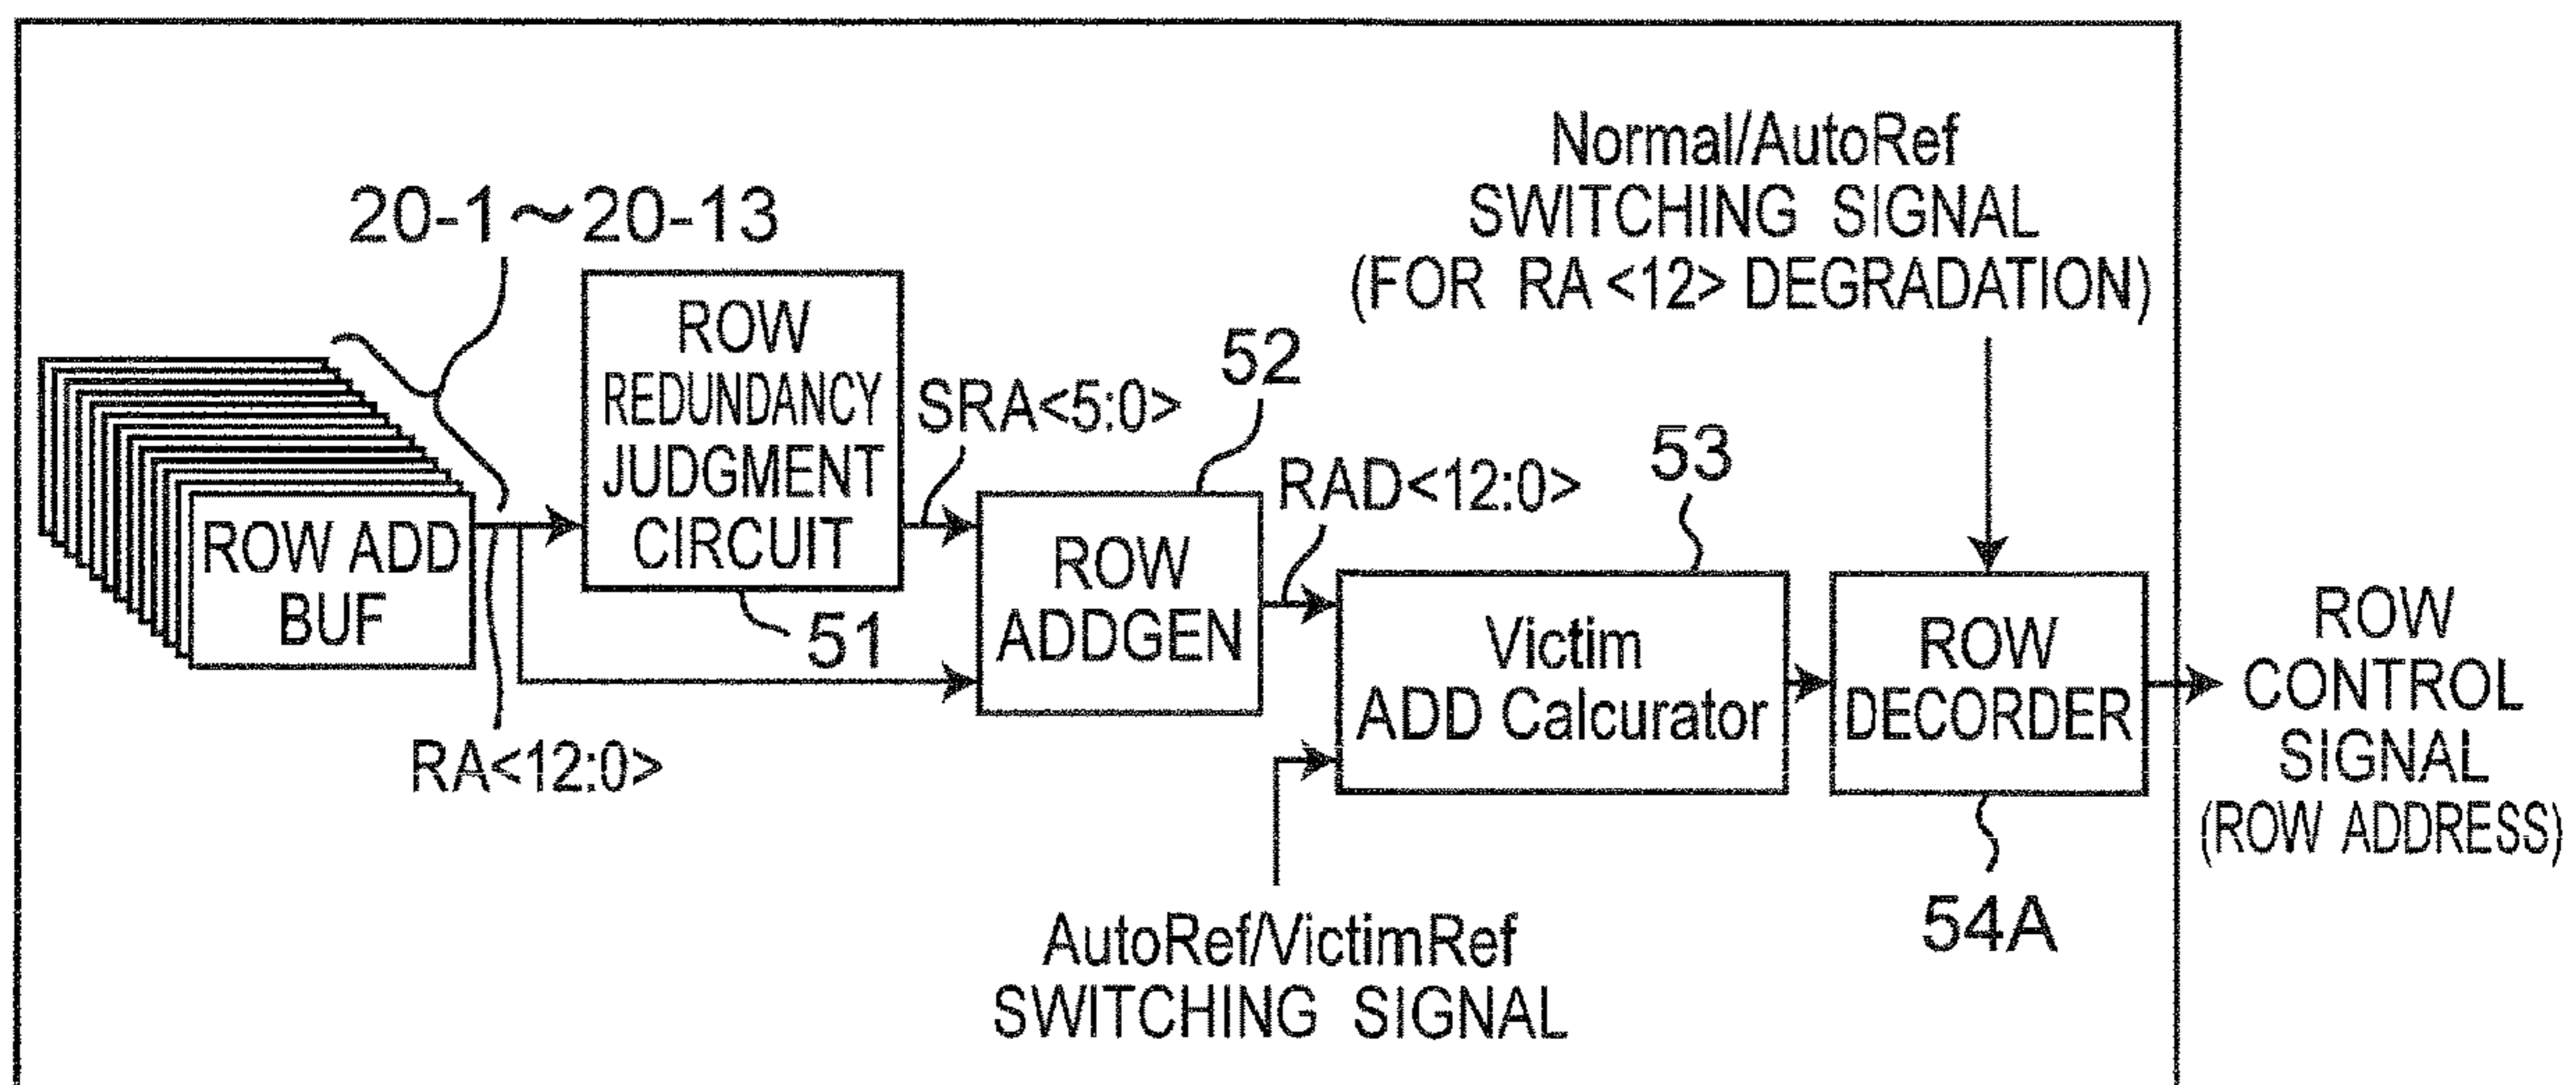 20-1~20-13
ROW ADD
BUF
RA<12:0>
ROW
REDUNDANCY
JUDGMENT
CIRCUIT
51
SRA<5:0>
52
ROW
ADDGEN
RAD<12:0>
53
Victim
ADD Calcurator
AutoRef/VictimRef
SWITCHING SIGNAL
Normal/AutoRef
SWITCHING SIGNAL
(FOR RA <12> DEGRADATION)
ROW
DECORDER
54A
ROW
CONTROL
SIGNAL
(ROW ADDRESS)